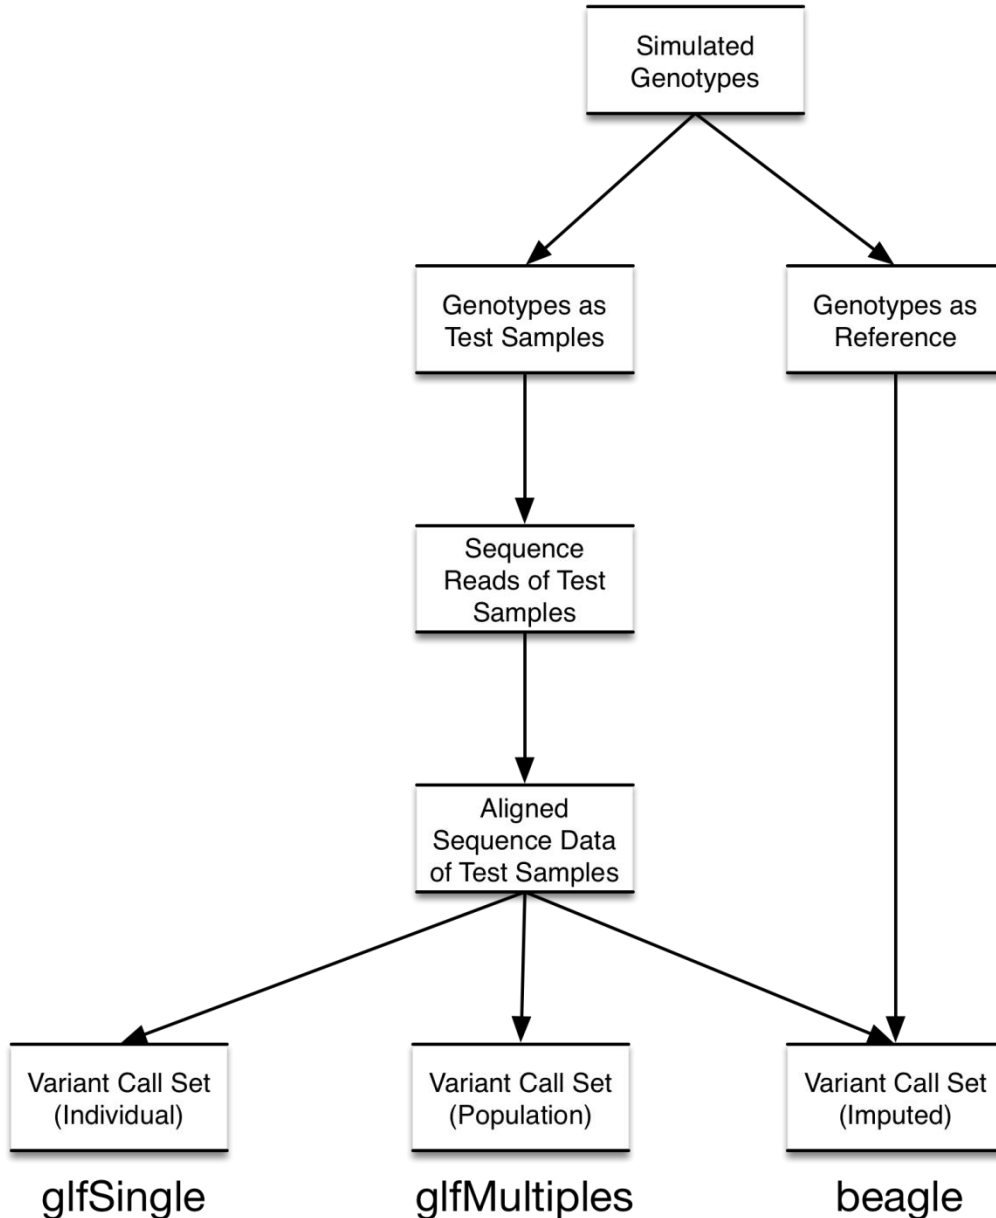 Simulated
Genotypes
Genotypes as
Test Samples
Genotypes as
Reference
Sequence
Reads of Test
Samples
Aligned
Sequence Data
of Test Samples
Variant Call Set
(Individual)
Variant Call Set
(Population)
Variant Call Set
(Imputed)
glfSingle
glfMultiples
beagle